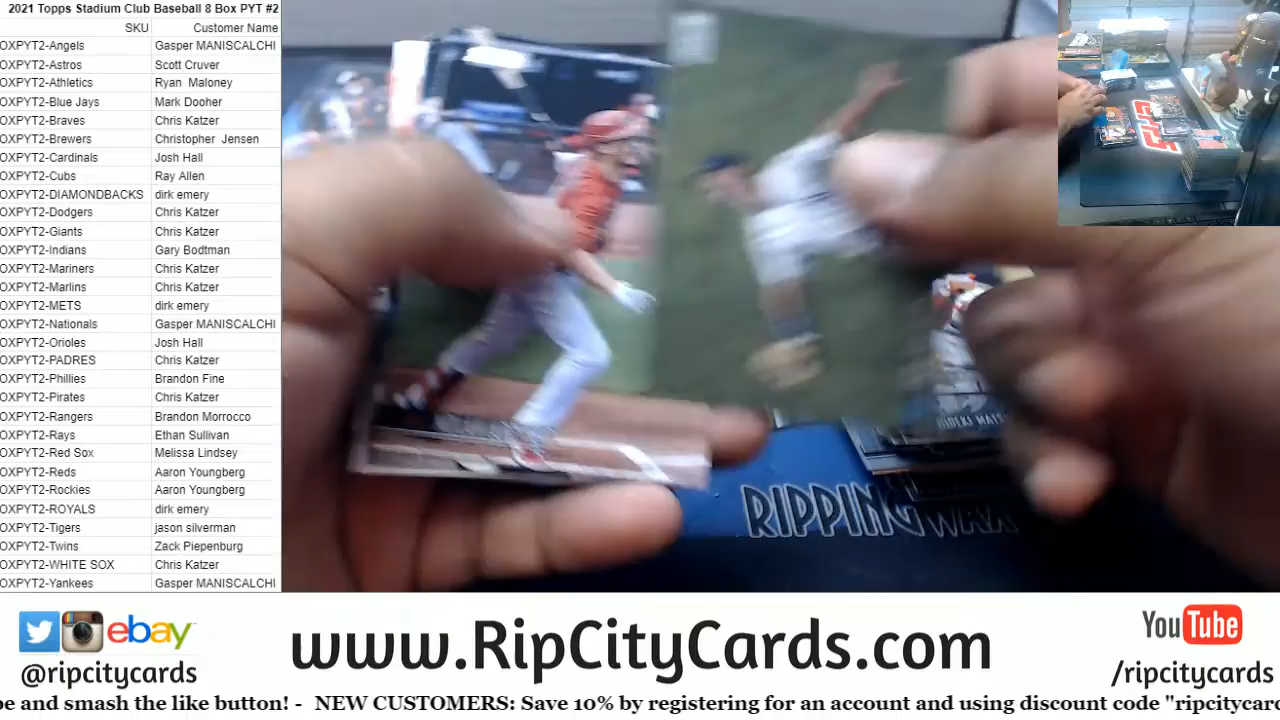 2021 Topps Stadium Club Baseball 8 Box PYT #2
SKU Customer Name
OXPYT2-Angels Gasper MANISCALCHI
OXPYT2-Astros Scott Cruver
OXPYT2-Athletics Ryan Maloney
OXPYT2-Blue Jays Mark Dooher
OXPYT2-Braves Chris Katzer
OXPYT2-Brewers Christopher Jensen
OXPYT2-Cardinals Josh Hall
OXPYT2-Cubs Ray Allen
OXPYT2-DIAMONDBACKS dirk emery
OXPYT2-Dodgers Chris Katzer
OXPYT2-Giants Chris Katzer
OXPYT2-Indians Gary Bodtman
OXPYT2-Mariners Chris Katzer
OXPYT2-Marlins Chris Katzer
OXPYT2-METS dirk emery
OXPYT2-Nationals Gasper MANISCALCHI
OXPYT2-Orioles Josh Hall
OXPYT2-PADRES Chris Katzer
OXPYT2-Phillies Brandon Fine
OXPYT2-Pirates Chris Katzer
OXPYT2-Rangers Brandon Morrocco
OXPYT2-Rays Ethan Sullivan
OXPYT2-Red Sox Melissa Lindsey
OXPYT2-Reds Aaron Youngberg
OXPYT2-Rockies Aaron Youngberg
OXPYT2-ROYALS dirk emery
OXPYT2-Tigers jason silverman
OXPYT2-Twins Zack Piepenburg
OXPYT2-WHITE SOX Chris Katzer
OXPYT2-Yankees Gasper MANISCALCHI
RIPPING WAX
ebay
@ripcitycards
www.RipCityCards.com
YouTube
/ripcitycards
pe and smash the like button! - NEW CUSTOMERS: Save 10% by registering for an account and using discount code "ripcitycar